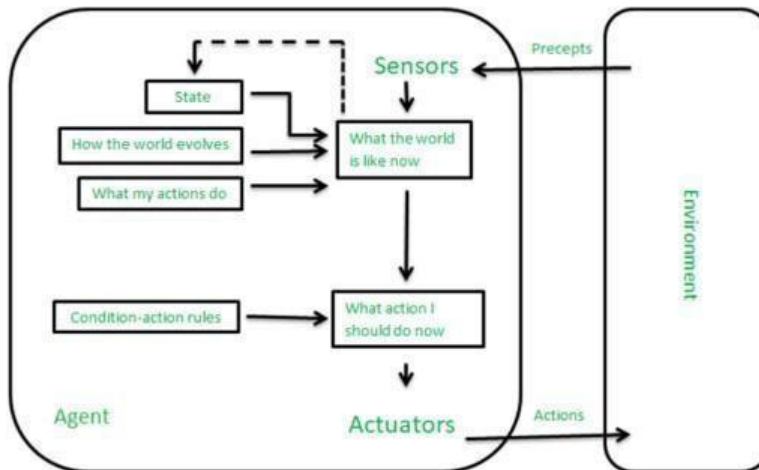 Precepts
Sensors
State
How the world evolves
What the world
is like now
What my actions do
Environment
Condition-action rules
What action I
should do now
Agent
Actuators
Actions